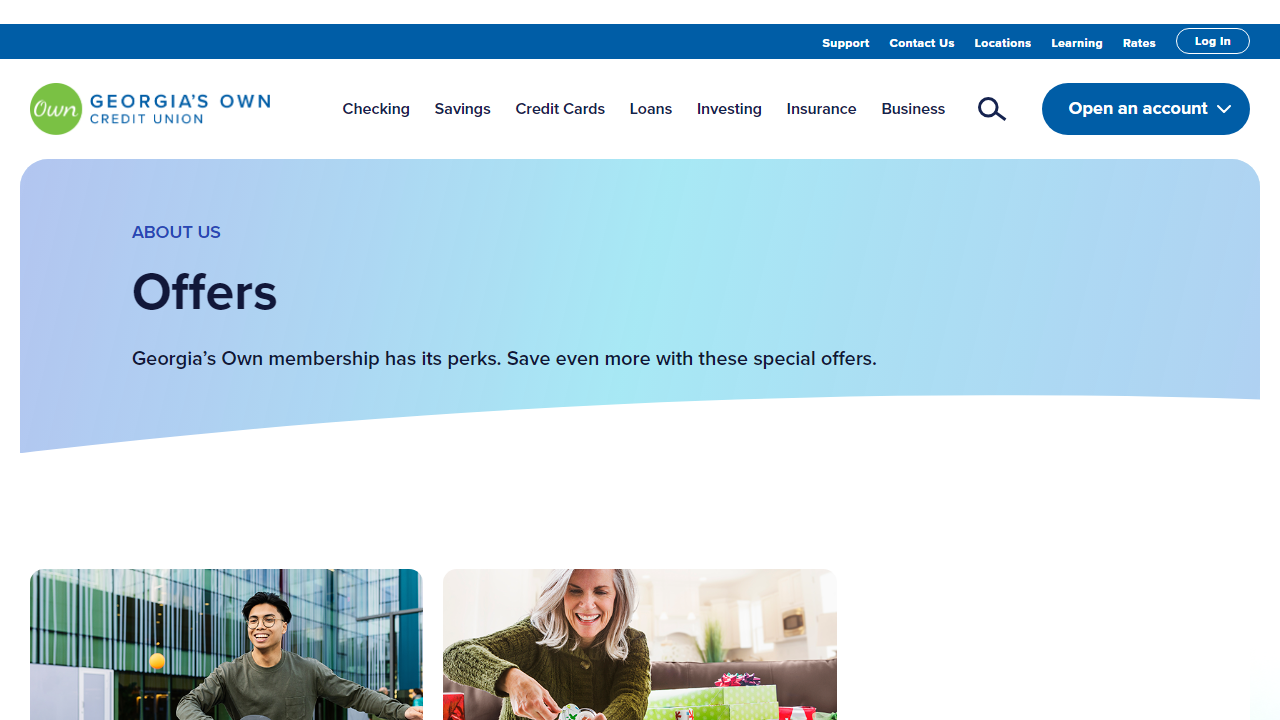 Support Contact Us Locations Learning Rates Log In
Own GEORGIA'S OWN
CREDIT UNION
Checking Savings Credit Cards Loans Investing Insurance Business Open an account
ABOUT US
Offers
Georgia’s Own membership has its perks. Save even more with these special offers.